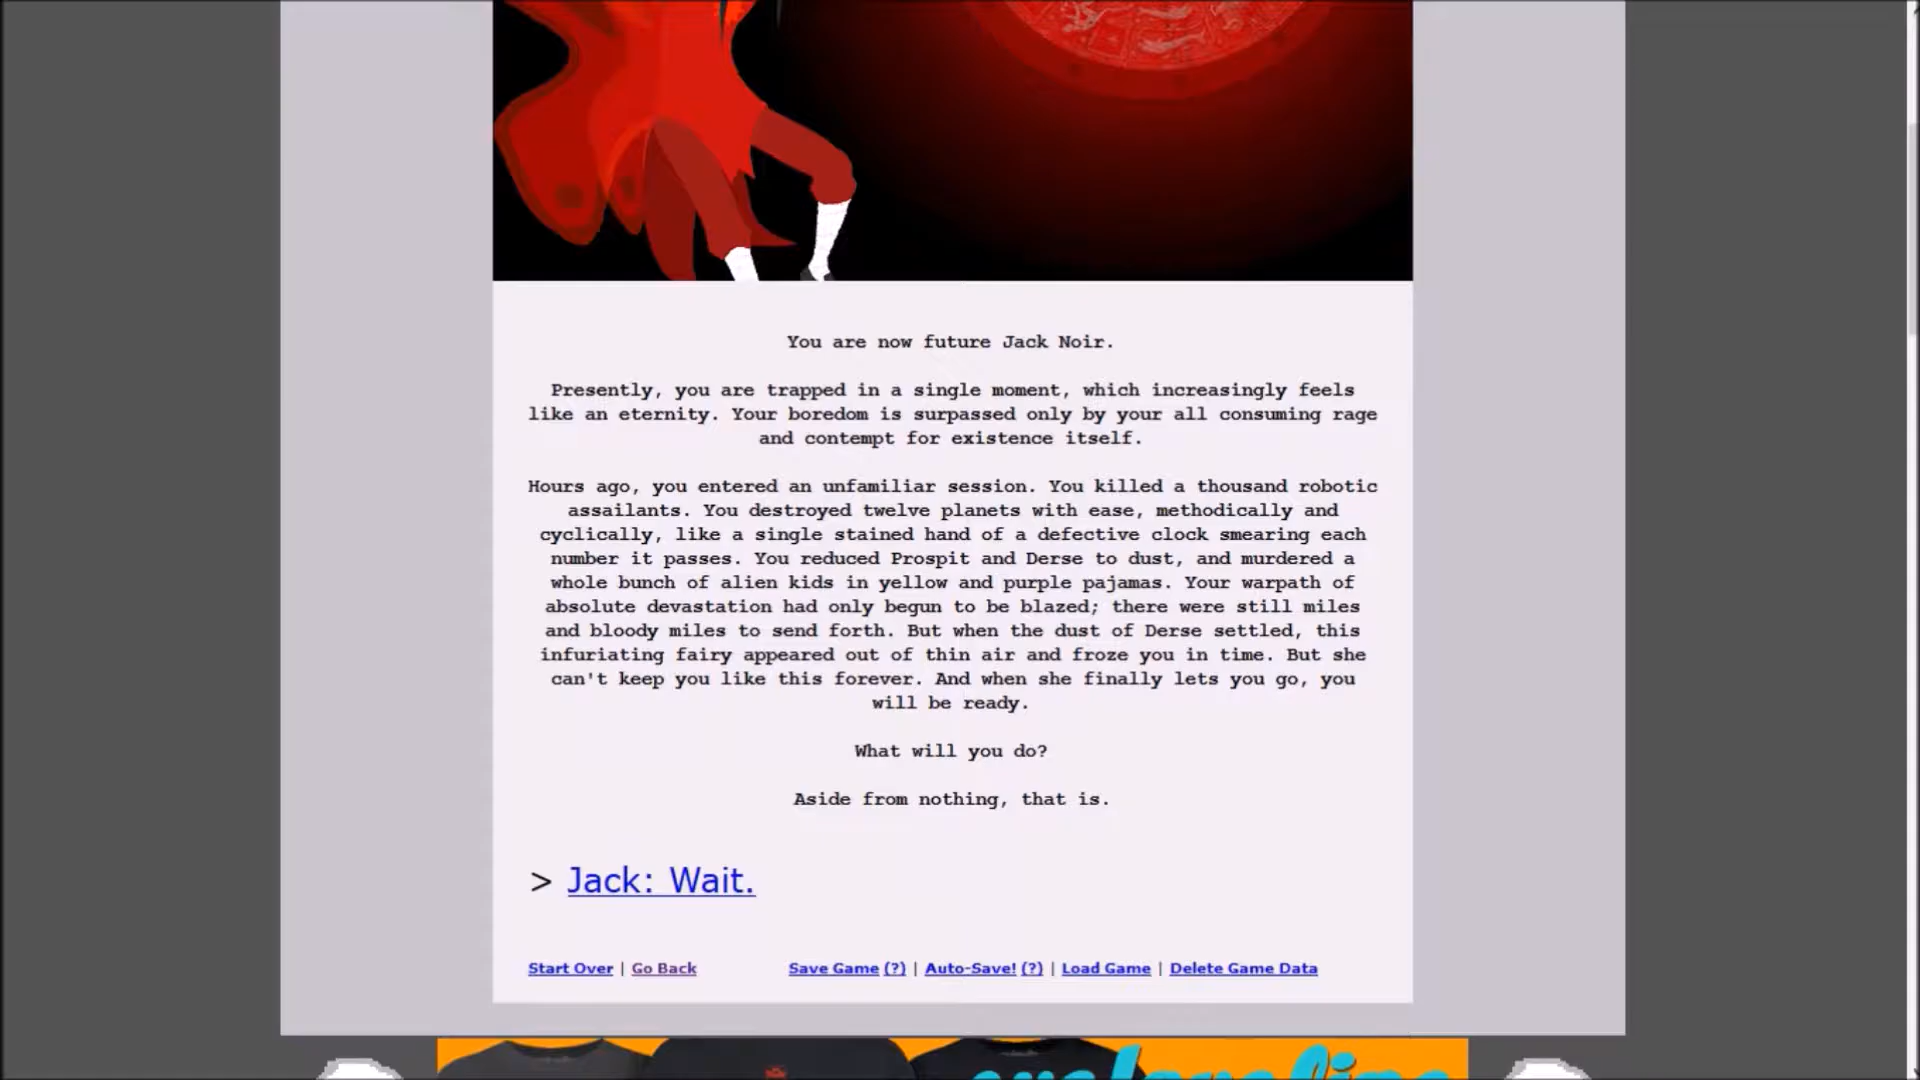 You are now future Jack Noir.
Presently, you are trapped in a single moment, which increasingly feels
like an eternity. Your boredom is surpassed only by your all consuming rage
and contempt for existence itself.
Hours ago, you entered an unfamiliar session. You killed a thousand robotic
assailants. You destroyed twelve planets with ease, methodically and
cyclically, like a single stained hand of a defective clock smearing each
number it passes. You reduced Prospit and Derse to dust, and murdered a
whole bunch of alien kids in yellow and purple pajamas. Your warpath of
absolute devastation had only begun to be blazed; there were still miles
and bloody miles to send forth. But when the dust of Derse settled, this
infuriating fairy appeared out of thin air and froze you in time. But she
can't keep you like this forever. And when she finally lets you go, you
will be ready.
What will you do?
Aside from nothing, that is.
> Jack: Wait.
Start Over | Go Back Save Game (?) | Auto-Save! (?) | Load Game | Delete Game Data